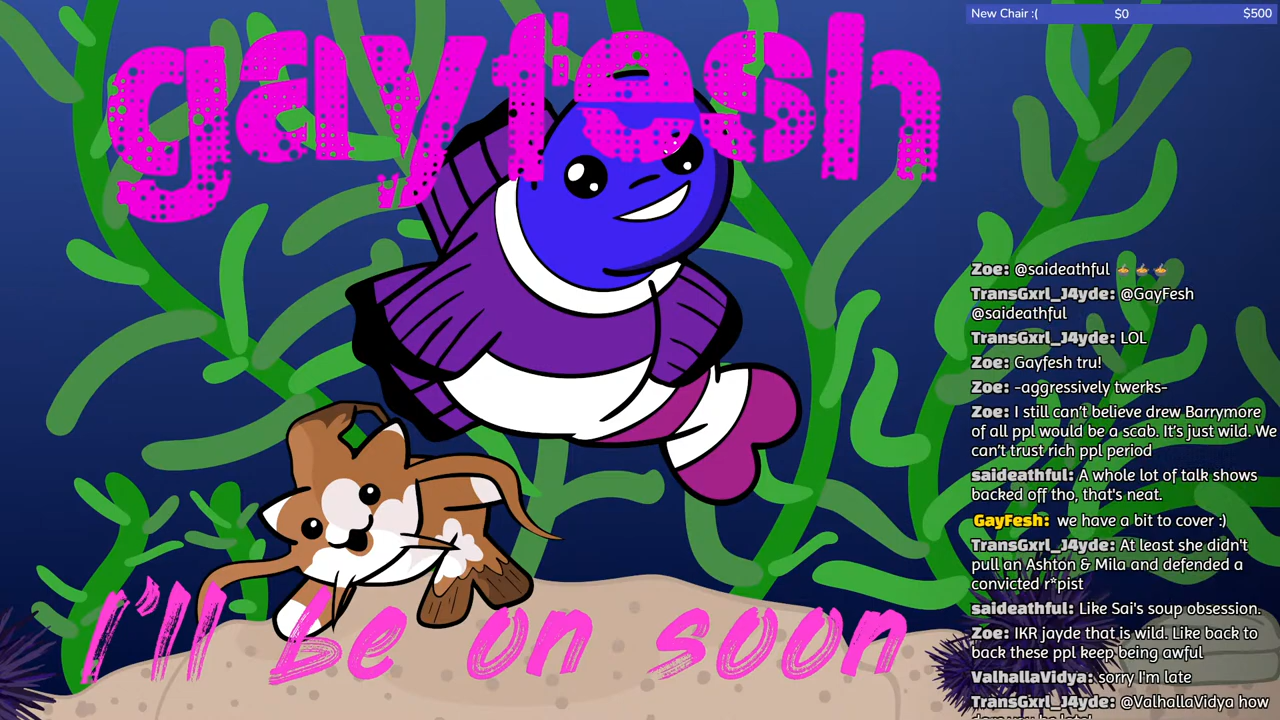 New Chair :( $0 $500
gayfesh
Zoe: @saideathful
TransGxrl_J4yde: @GayFesh
@saideathful
TransGxrl_J4yde: LOL
Zoe: Gayfesh tru!
Zoe: -aggressively twerks-
Zoe: I still can't believe drew Barrymore
of all ppl would be a scab. It's just wild. We
can't trust rich ppl period
saideathful: A whole lot of talk shows
backed off tho, that's neat.
GayFesh: we have a bit to cover :)
TransGxrl_J4yde: At least she didn't
pull an Ashton & Mila and defended a
convicted r*pist
saideathful: Like Sai's soup obsession.
Zoe: IKR jayde that is wild. Like back to
back these ppl keep being awful
ValhallaVidya: sorry I'm late
TransGxrl_J4yde: @ValhallaVidya how
I'll be on soon